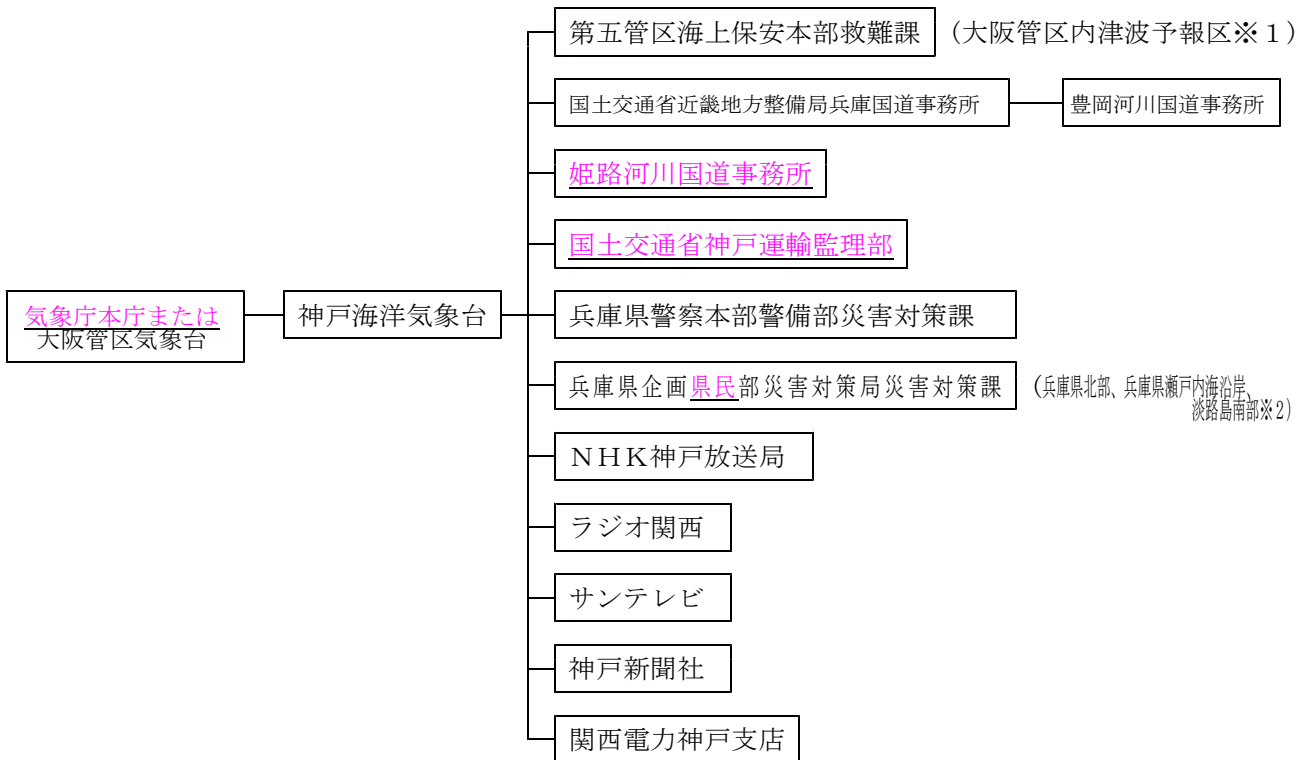 第五管区海上保安本部救難課 (大阪管区内津波予報区※１)
国土交通省近畿地方整備局兵庫国道事務所 豊岡河川国道事務所
姫路河川国道事務所
国土交通省神戸運輸監理部
気象庁本庁または
大阪管区気象台
神戸海洋気象台
兵庫県警察本部警備部災害対策課
兵庫県企画県民部災害対策局災害対策課 (兵庫県北部、兵庫県瀬戸内海沿岸、
淡路島南部※2)
ＮＨＫ神戸放送局
ラジオ関西
サンテレビ
神戸新聞社
関西電力神戸支店